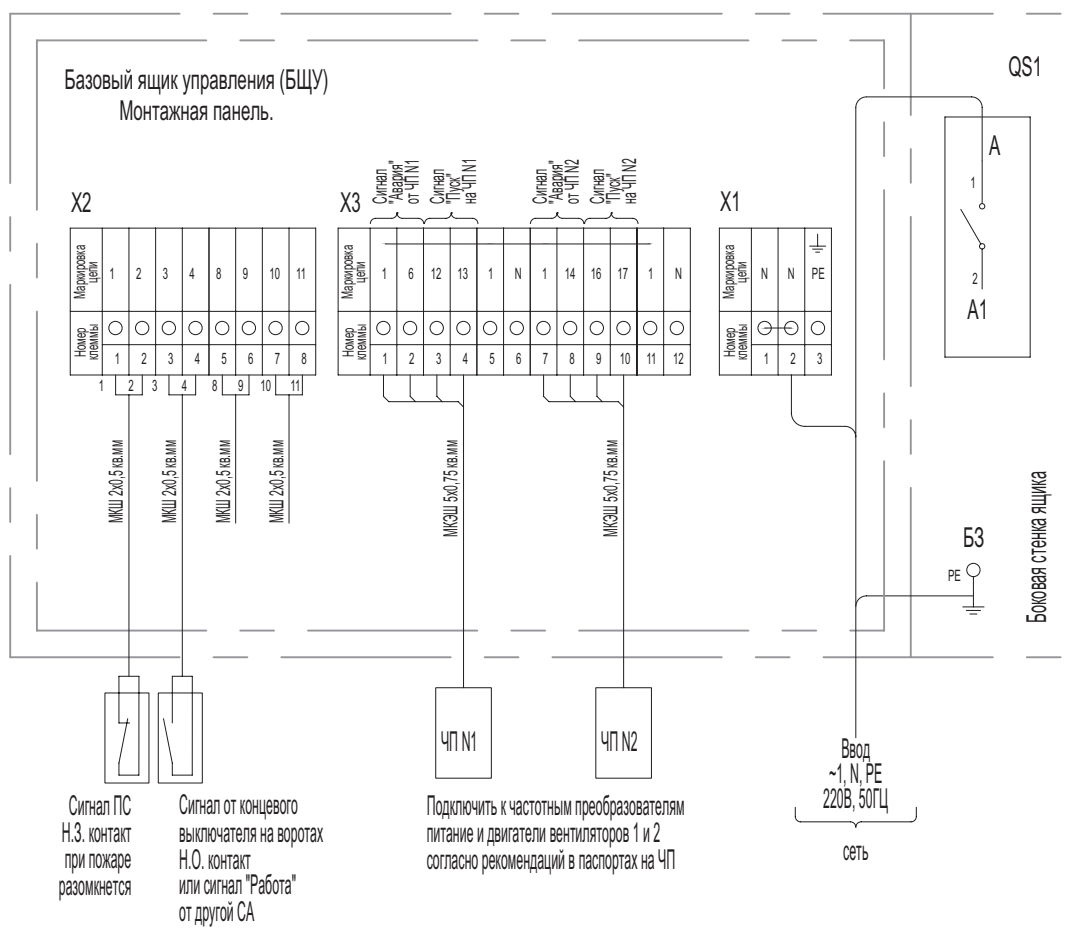 Базовый ящик управления (БЩУ)
Монтажная панель.
QS1
А
1
2
А1
Х2
Маркировка
цепи
1 2 3 4 8 9 10 11
Номер
клеммы
1 2 3 4 5 6 7 8
1 2 3 4 8 9 10 11
МКШ 2х0,5 кв.мм
МКШ 2х0,5 кв.мм
МКШ 2х0,5 кв.мм
МКШ 2х0,5 кв.мм
Х3
Сигнал
"Авария"
от ЧП N1
Сигнал
"Пуск"
на ЧП N1
Сигнал
"Авария"
от ЧП N2
Сигнал
"Пуск"
на ЧП N2
Маркировка
цепи
1 6 12 13 1 N 1 14 16 17 1 N
Номер
клеммы
1 2 3 4 5 6 7 8 9 10 11 12
МКЭШ 5х0,75 кв.мм
МКЭШ 5х0,75 кв.мм
Х1
Маркировка
цепи
N N PE
Номер
клеммы
1 2 3
Б3
PE
Боковая стенка ящика
ЧП N1
ЧП N2
Сигнал ПС
Н.З. контакт
при пожаре
разомкнется
Сигнал от концевого
выключателя на воротах
Н.О. контакт
или сигнал "Работа"
от другой СА
Подключить к частотным преобразователям
питание и двигатели вентиляторов 1 и 2
согласно рекомендаций в паспортах на ЧП
Ввод
~1, N, PE
220В, 50ГЦ
сеть